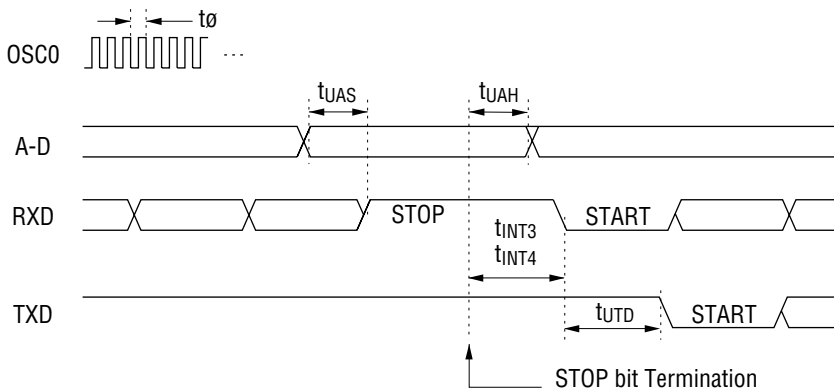 tø
OSC0
...
tUAS
tUAH
A-D
RXD
STOP
START
tINT3
tINT4
TXD
tUTD
START
STOP bit Termination